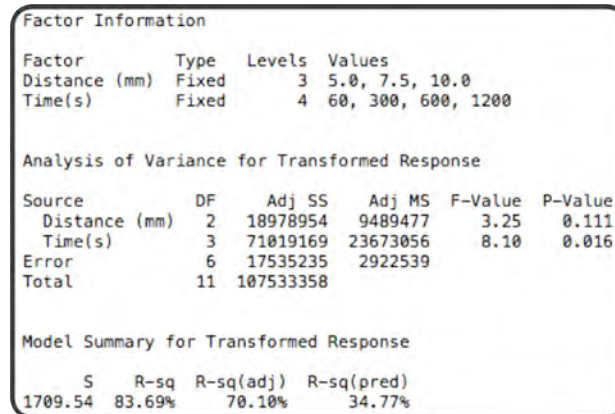 Factor Information
Factor Type Levels Values
Distance (mm) Fixed 3 5.0, 7.5, 10.0
Time(s) Fixed 4 60, 300, 600, 1200
Analysis of Variance for Transformed Response
Source DF Adj SS Adj MS F-Value P-Value
Distance (mm) 2 18978954 9489477 3.25 0.111
Time(s) 3 71019169 23673056 8.10 0.016
Error 6 17535235 2922539
Total 11 107533358
Model Summary for Transformed Response
S R-sq R-sq(adj) R-sq(pred)
1709.54 83.69% 70.10% 34.77%